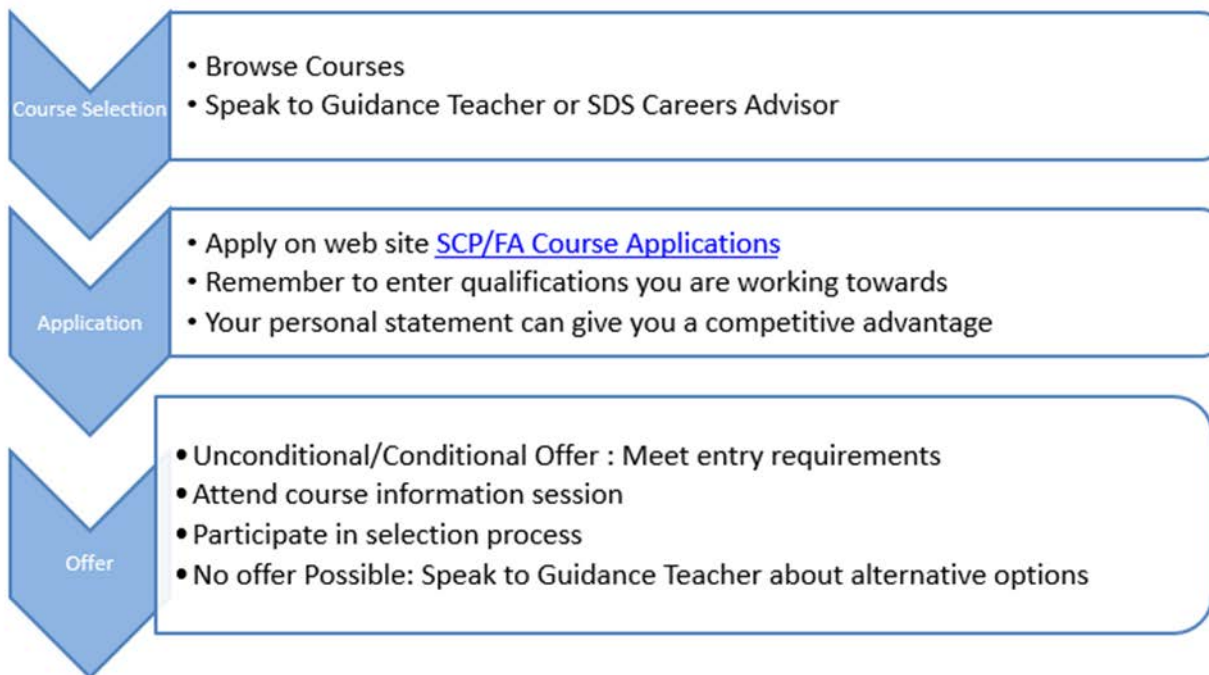 Course Selection
• Browse Courses
• Speak to Guidance Teacher or SDS Careers Advisor
Application
• Apply on web site SCP/FA Course Applications
• Remember to enter qualifications you are working towards
• Your personal statement can give you a competitive advantage
Offer
• Unconditional/Conditional Offer : Meet entry requirements
• Attend course information session
• Participate in selection process
• No offer Possible: Speak to Guidance Teacher about alternative options